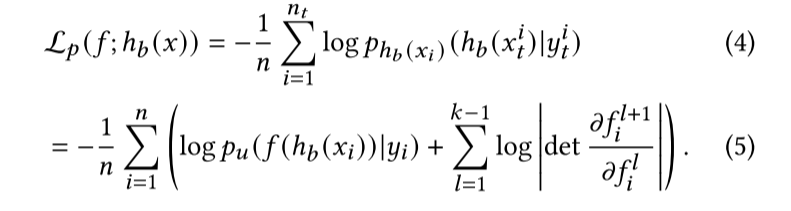 $$\mathcal{L}_p(f; h_b(x)) = -\frac{1}{n} \sum_{i=1}^{n_t} \log p_{h_b(x_i)}(h_b(x_t^i)|y_t^i) \quad (4)$$
$$= -\frac{1}{n} \sum_{i=1}^{n} \left( \log p_u(f(h_b(x_i))|y_i) + \sum_{l=1}^{k-1} \log \left| \det \frac{\partial f_i^{l+1}}{\partial f_i^l} \right| \right). \quad (5)$$